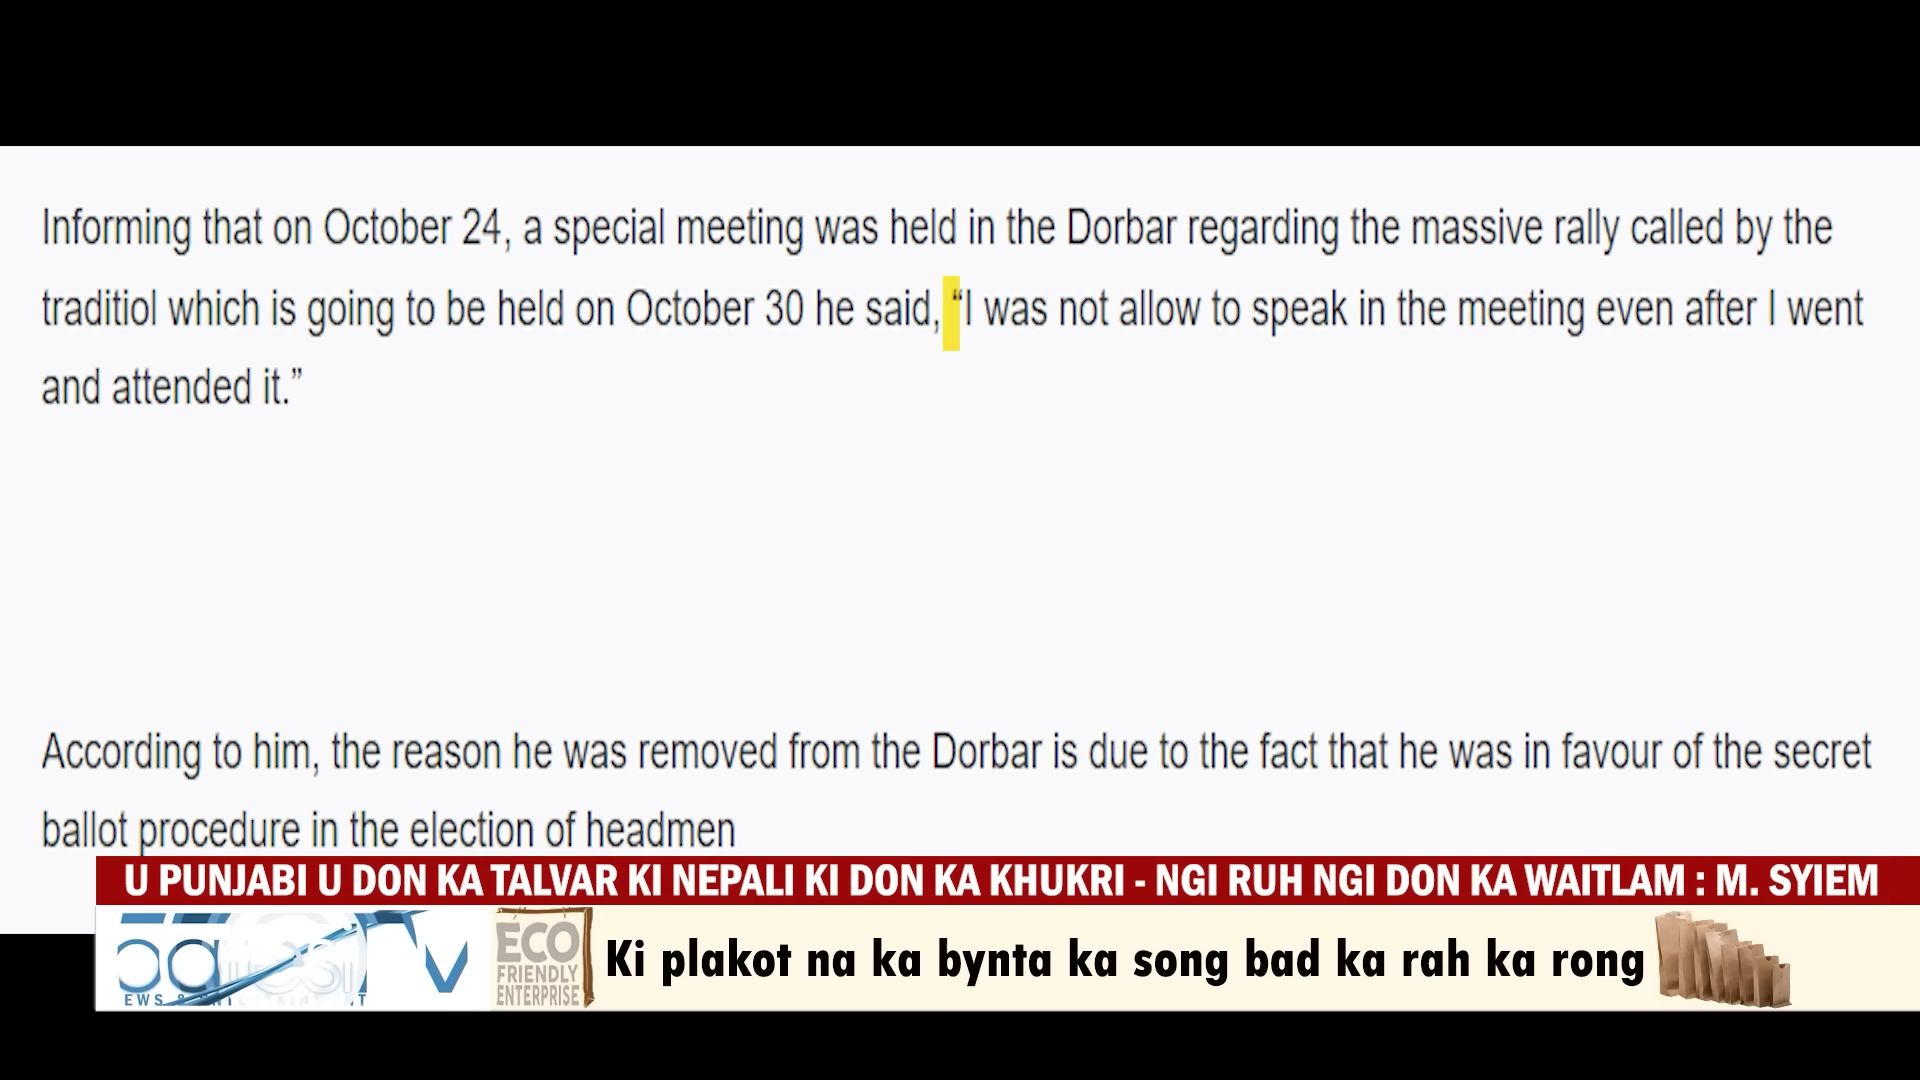 Informing that on October 24, a special meeting was held in the Dorbar regarding the massive rally called by the
traditiol which is going to be held on October 30 he said, “I was not allow to speak in the meeting even after I went
and attended it.”
According to him, the reason he was removed from the Dorbar is due to the fact that he was in favour of the secret
ballot procedure in the election of headmen
U PUNJABI U DON KA TALVAR KI NEPALI KI DON KA KHUKRI - NGI RUH NGI DON KA WAITLAM : M. SYIEM
ECO
FRIENDLY
ENTERPRISE
Ki plakot na ka bynta ka song bad ka rah ka rong